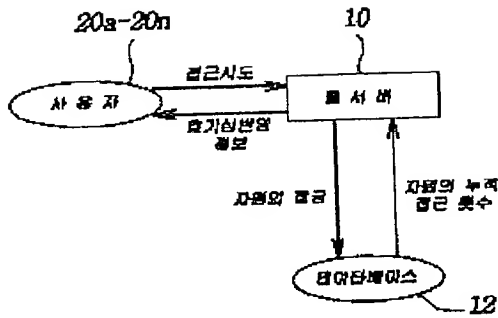 20a-20n
10
접근시도
사용자
웹서버
호기심반영
정보
자원의 접근
자원의 누적
접근 횟수
데이타베이스
12